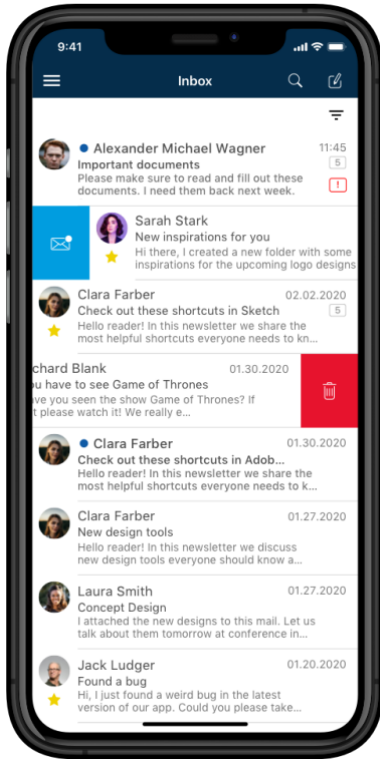 9:41
Inbox
Alexander Michael Wagner 11:45
Important documents 5
Please make sure to read and fill out these
documents. I need them back next week. !
Sarah Stark
New inspirations for you
Hi there, I created a new folder with some
inspirations for the upcoming logo designs
Clara Farber 02.02.2020
Check out these shortcuts in Sketch 5
Hello reader! In this newsletter we share the
most helpful shortcuts everyone needs to kn...
chard Blank 01.30.2020
ou have to see Game of Thrones
ave you seen the show Game of Thrones? If
t please watch it! We really e...
Clara Farber 01.30.2020
Check out these shortcuts in Adob...
Hello reader! In this newsletter we share the
most helpful shortcuts everyone needs to k...
Clara Farber 01.27.2020
New design tools
Hello reader! In this newsletter we discuss
new design tools everyone should know a...
Laura Smith 01.27.2020
Concept Design
I attached the new designs to this mail. Let us
talk about them tomorrow at conference in...
Jack Ludger 01.20.2020
Found a bug
Hi, I just found a weird bug in the latest
version of our app. Could you please take...